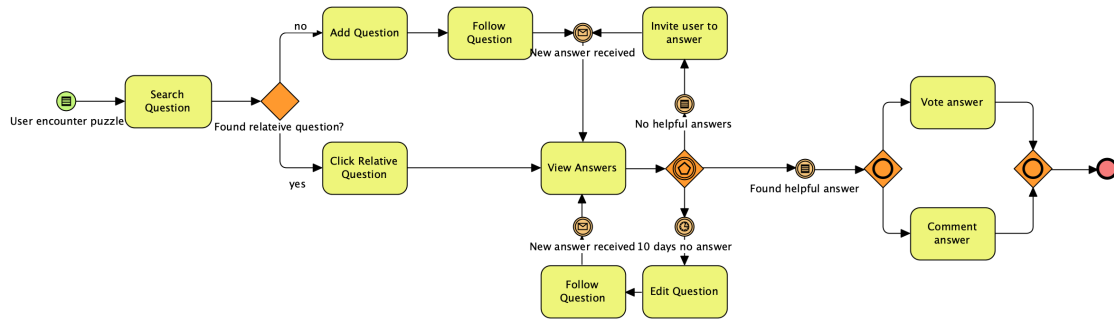 no
Add Question
Follow
Question
New answer received
Invite user to
answer
Search
Question
User encounter puzzle
Found relateive question?
No helpful answers
Vote answer
yes
Click Relative
Question
View Answers
Found helpful answer
Comment
answer
New answer received
10 days no answer
Follow
Question
Edit Question